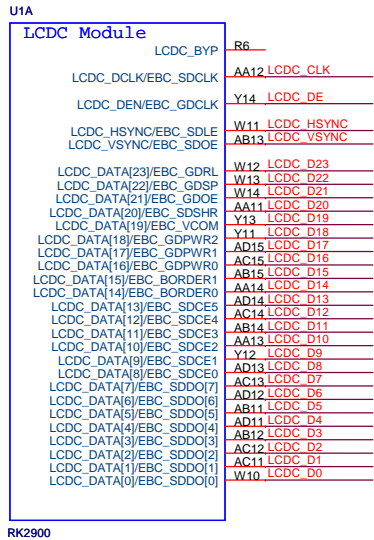 U1A
LCDC Module
LCDC_BYP R6
LCDC_DCLK/EBC_SDCLK AA12 LCDC_CLK
LCDC_DEN/EBC_GDCLK Y14 LCDC_DE
LCDC_HSYNC/EBC_SDLE W11 LCDC_HSYNC
LCDC_VSYNC/EBC_SDOE AB13 LCDC_VSYNC
LCDC_DATA[23]/EBC_GDRL W12 LCDC_D23
LCDC_DATA[22]/EBC_GDSP W13 LCDC_D22
LCDC_DATA[21]/EBC_GDOE W14 LCDC_D21
LCDC_DATA[20]/EBC_SDSHR AA11 LCDC_D20
LCDC_DATA[19]/EBC_VCOM Y13 LCDC_D19
LCDC_DATA[18]/EBC_GDPWR2 Y11 LCDC_D18
LCDC_DATA[17]/EBC_GDPWR1 AD15 LCDC_D17
LCDC_DATA[16]/EBC_GDPWR0 AC15 LCDC_D16
LCDC_DATA[15]/EBC_BORDER1 AB15 LCDC_D15
LCDC_DATA[14]/EBC_BORDER0 AA14 LCDC_D14
LCDC_DATA[13]/EBC_SDCE5 AD14 LCDC_D13
LCDC_DATA[12]/EBC_SDCE4 AC14 LCDC_D12
LCDC_DATA[11]/EBC_SDCE3 AB14 LCDC_D11
LCDC_DATA[10]/EBC_SDCE2 AA13 LCDC_D10
LCDC_DATA[9]/EBC_SDCE1 Y12 LCDC_D9
LCDC_DATA[8]/EBC_SDCE0 AD13 LCDC_D8
LCDC_DATA[7]/EBC_SDDO[7] AC13 LCDC_D7
LCDC_DATA[6]/EBC_SDDO[6] AD12 LCDC_D6
LCDC_DATA[5]/EBC_SDDO[5] AB11 LCDC_D5
LCDC_DATA[4]/EBC_SDDO[4] AD11 LCDC_D4
LCDC_DATA[3]/EBC_SDDO[3] AB12 LCDC_D3
LCDC_DATA[2]/EBC_SDDO[2] AC12 LCDC_D2
LCDC_DATA[1]/EBC_SDDO[1] AC11 LCDC_D1
LCDC_DATA[0]/EBC_SDDO[0] W10 LCDC_D0
RK2900